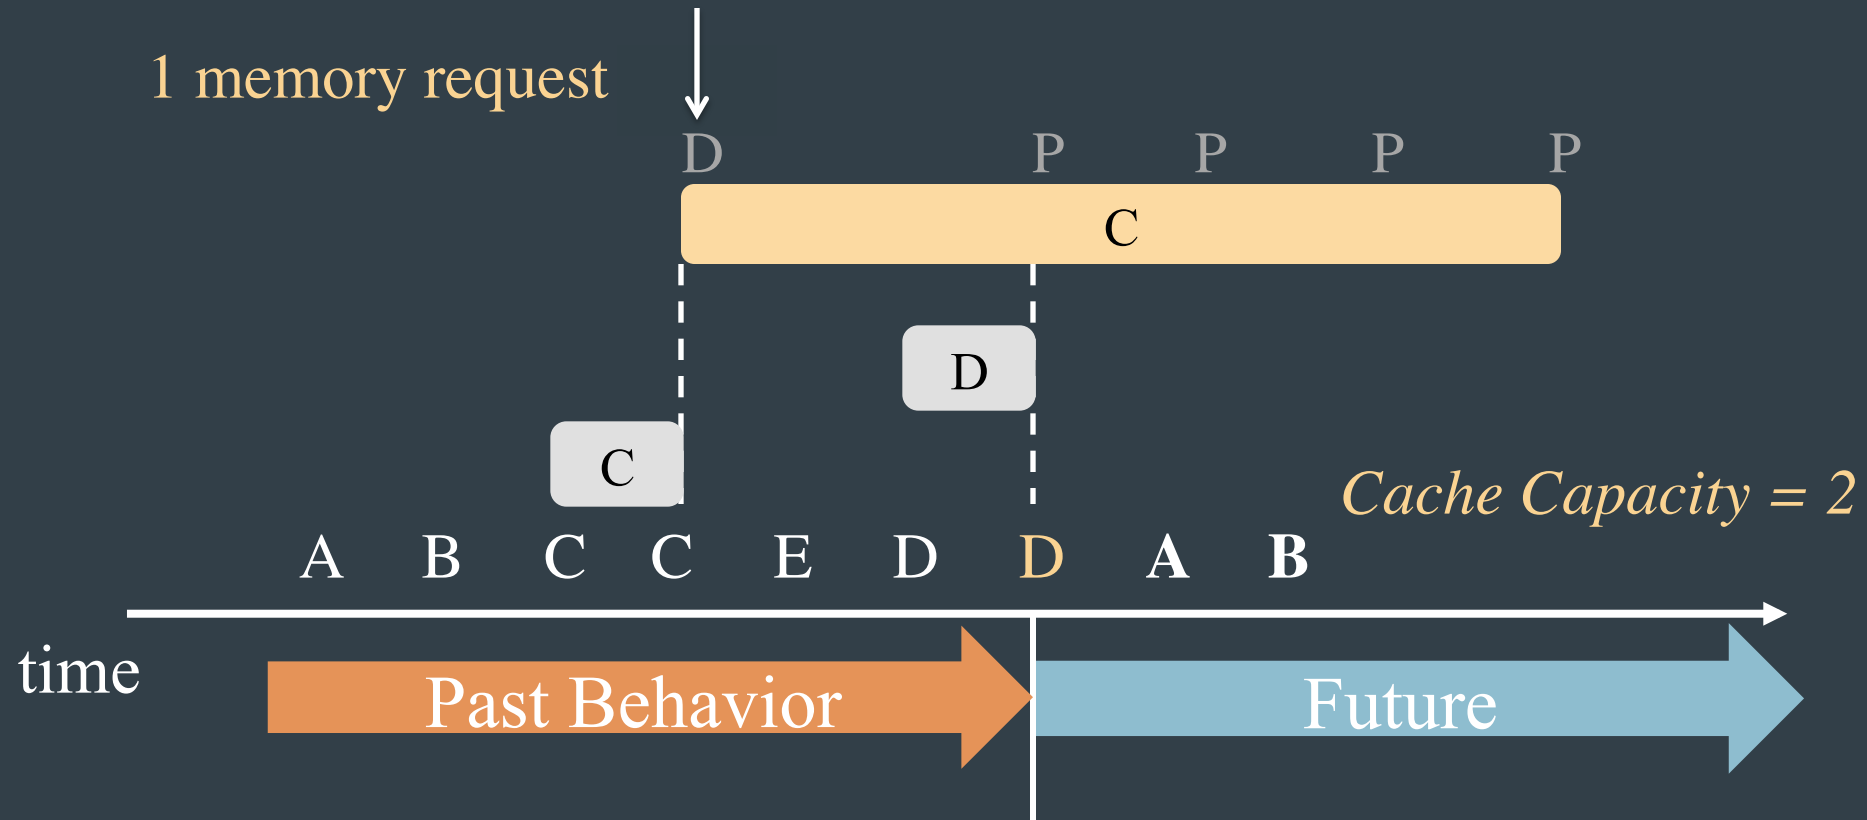 1 memory request
D P P P P
C
D
C
Cache Capacity = 2
A B C C E D D A B
time
Past Behavior
Future